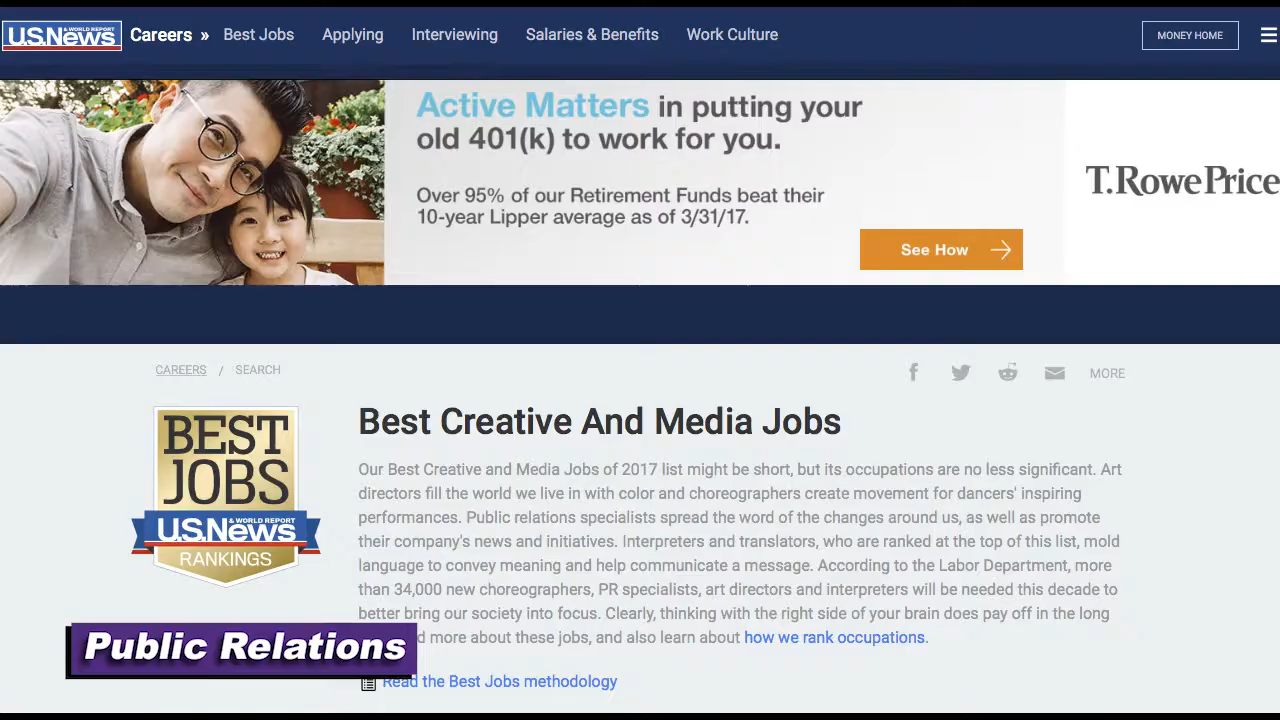 U.S.News
& WORLD REPORT
Careers »
Best Jobs
Applying
Interviewing
Salaries & Benefits
Work Culture
MONEY HOME
Active Matters in putting your
old 401(k) to work for you.
Over 95% of our Retirement Funds beat their
10-year Lipper average as of 3/31/17.
See How
T.RowePrice
CAREERS / SEARCH
MORE
BEST
JOBS
U.S.News
& WORLD REPORT
RANKINGS
Best Creative And Media Jobs
Our Best Creative and Media Jobs of 2017 list might be short, but its occupations are no less significant. Art
directors fill the world we live in with color and choreographers create movement for dancers' inspiring
performances. Public relations specialists spread the word of the changes around us, as well as promote
their company's news and initiatives. Interpreters and translators, who are ranked at the top of this list, mold
language to convey meaning and help communicate a message. According to the Labor Department, more
than 34,000 new choreographers, PR specialists, art directors and interpreters will be needed this decade to
better bring our society into focus. Clearly, thinking with the right side of your brain does pay off in the long
more about these jobs, and also learn about how we rank occupations.
Public Relations
Read the Best Jobs methodology